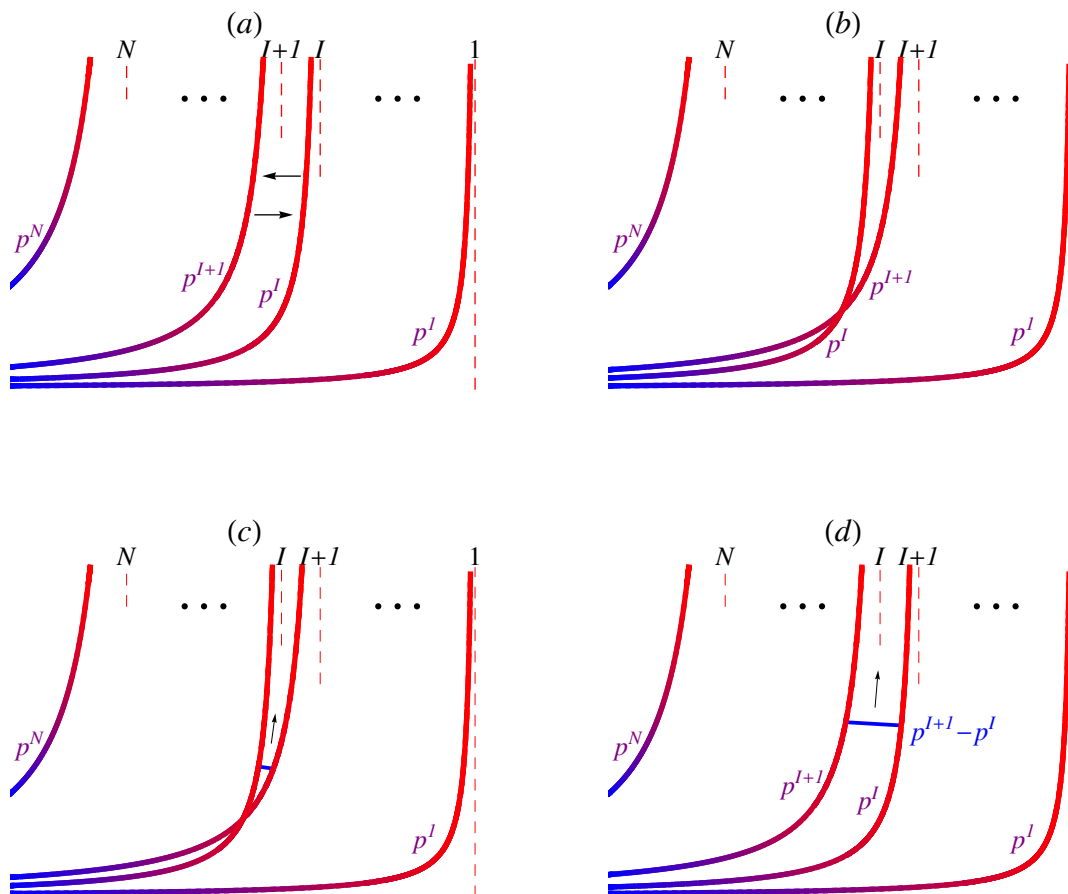 (a)
N I+1 I 1
• • • • • •
p^N
p^{I+1}
p^I
p^1
(b)
N I I+1
• • • • • •
p^N
p^{I+1}
p^I
p^1
(c)
N I I+1 1
• • • • • •
p^N
p^1
(d)
N I I+1
• • • • • •
p^{I+1}−p^I
p^N
p^{I+1}
p^I
p^1